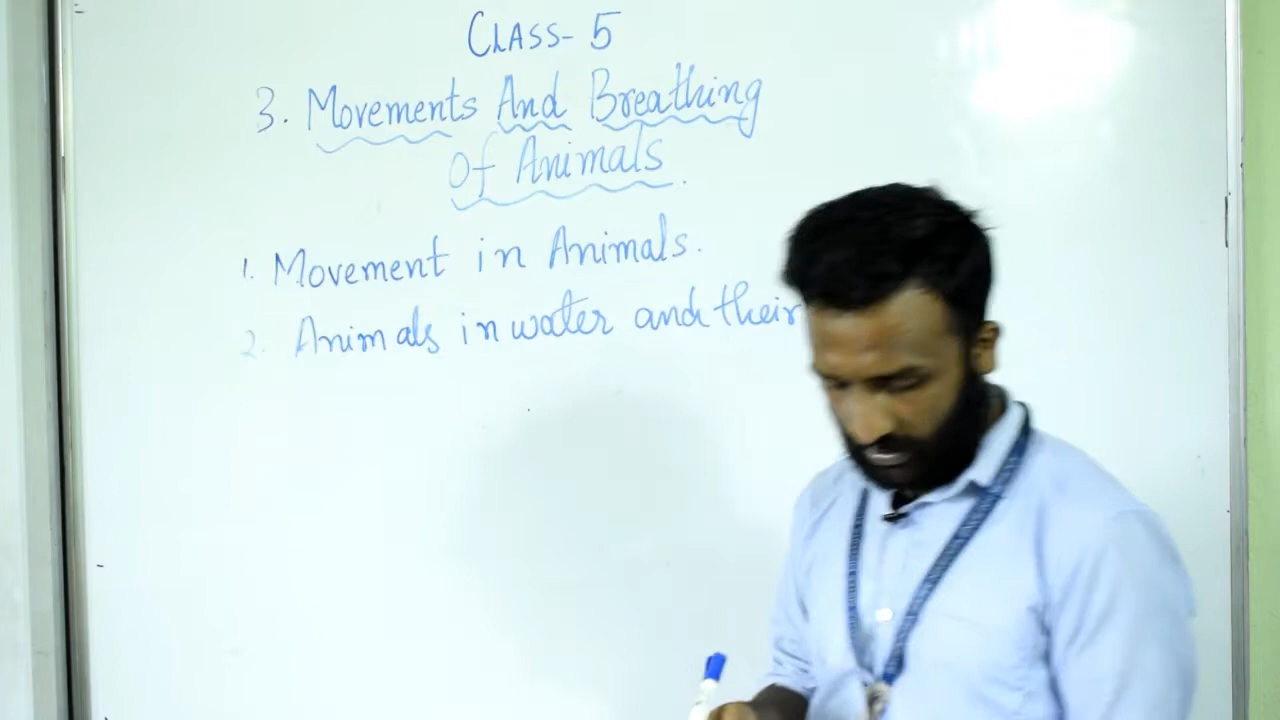 CLASS- 5
3. Movements And Breathing
Of Animals.
1. Movement in Animals.
2. Animals in water and their